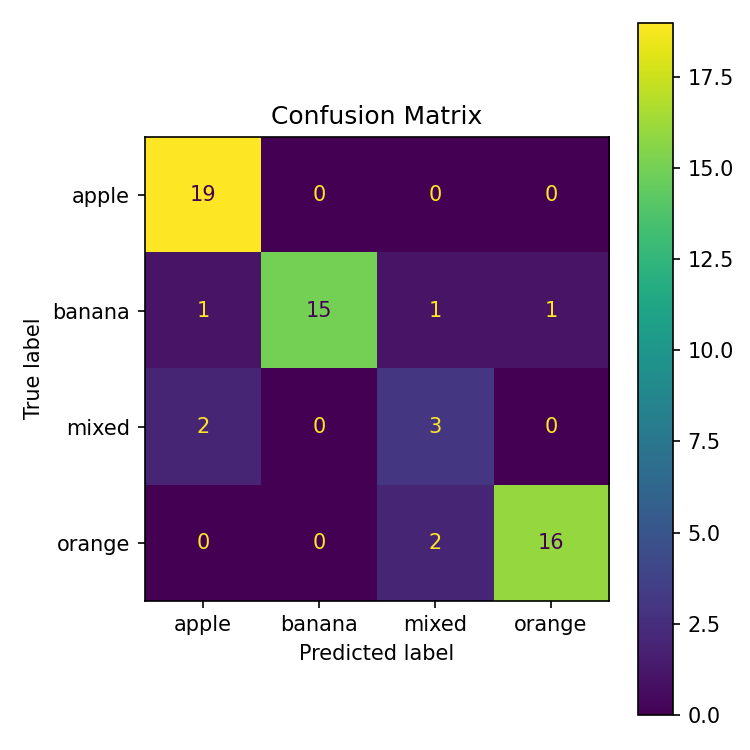 Confusion Matrix
True label
apple 19 0 0 0
banana 1 15 1 1
mixed 2 0 3 0
orange 0 0 2 16
apple banana mixed orange
Predicted label
17.5
15.0
12.5
10.0
7.5
5.0
2.5
0.0